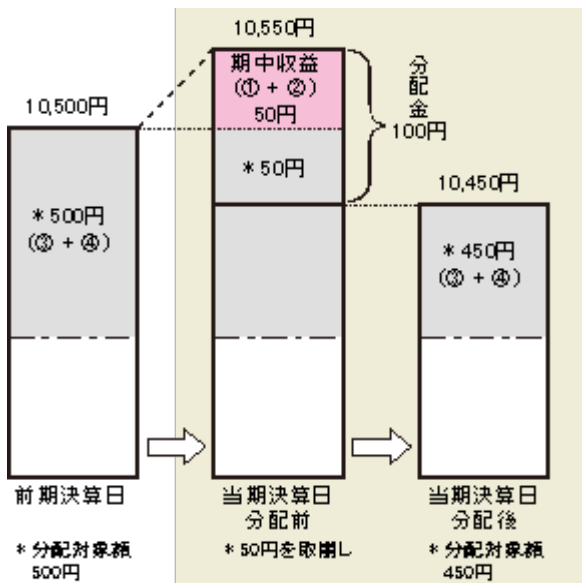 10,550円
期中収益
(① + ②)
50円
分配金
100円
10,500円
* 50円
10,450円
* 500円
(③ + ④)
* 450円
(③ + ④)
前期決算日
当期決算日
分配前
当期決算日
分配後
* 分配対象額
500円
* 50円を取崩し
* 分配対象額
450円